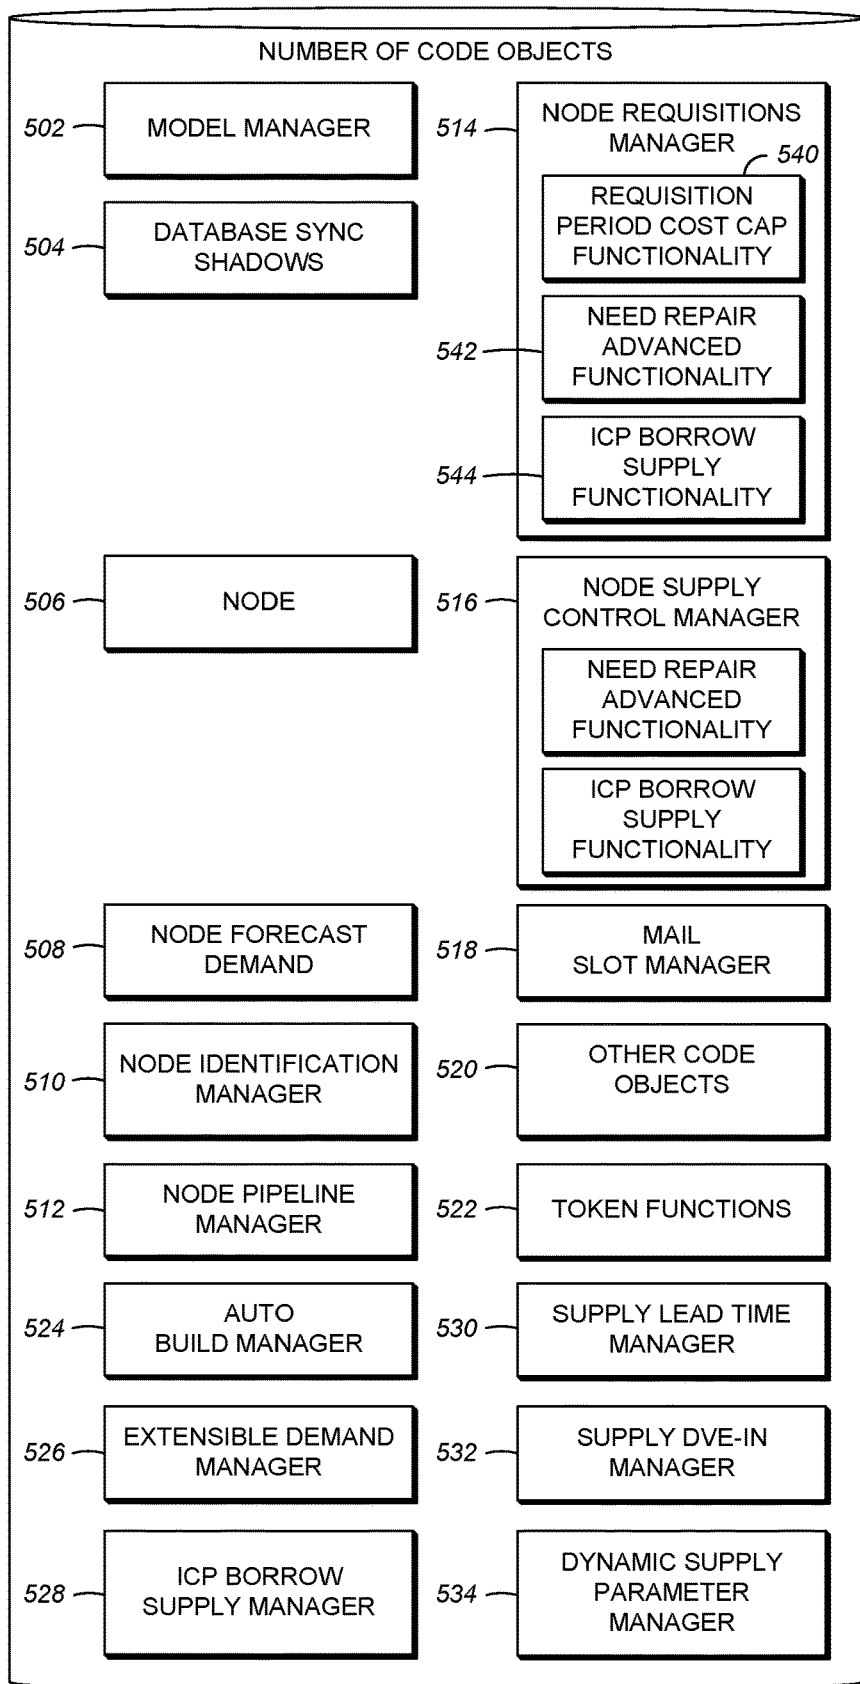 NUMBER OF CODE OBJECTS
502
MODEL MANAGER
504
DATABASE SYNC
SHADOWS
514
NODE REQUISITIONS
MANAGER
540
REQUISITION
PERIOD COST CAP
FUNCTIONALITY
542
NEED REPAIR
ADVANCED
FUNCTIONALITY
544
ICP BORROW
SUPPLY
FUNCTIONALITY
506
NODE
516
NODE SUPPLY
CONTROL MANAGER
NEED REPAIR
ADVANCED
FUNCTIONALITY
ICP BORROW
SUPPLY
FUNCTIONALITY
508
NODE FORECAST
DEMAND
518
MAIL
SLOT MANAGER
510
NODE IDENTIFICATION
MANAGER
520
OTHER CODE
OBJECTS
512
NODE PIPELINE
MANAGER
522
TOKEN FUNCTIONS
524
AUTO
BUILD MANAGER
530
SUPPLY LEAD TIME
MANAGER
526
EXTENSIBLE DEMAND
MANAGER
532
SUPPLY DVE-IN
MANAGER
528
ICP BORROW
SUPPLY MANAGER
534
DYNAMIC SUPPLY
PARAMETER
MANAGER